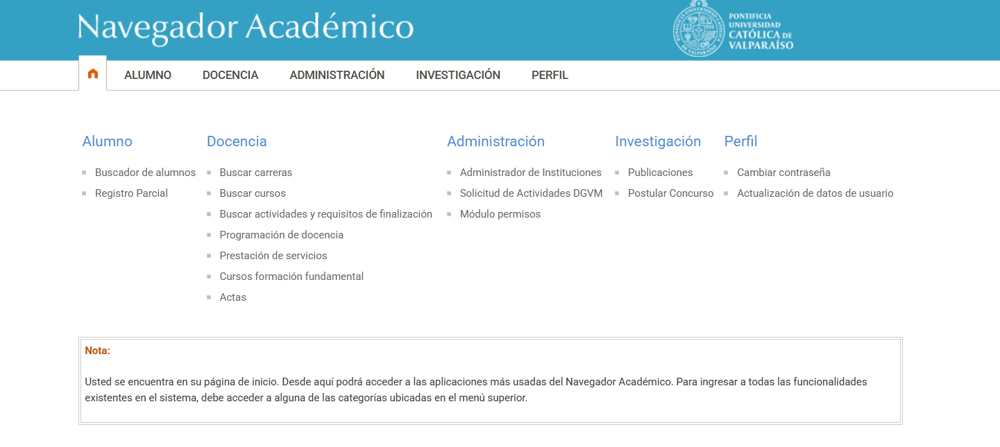 Navegador Académico
PONTIFICIA
UNIVERSIDAD
CATÓLICA DE
VALPARAÍSO
ALUMNO DOCENCIA ADMINISTRACIÓN INVESTIGACIÓN PERFIL
Alumno
Buscador de alumnos
Registro Parcial
Docencia
Buscar carreras
Buscar cursos
Buscar actividades y requisitos de finalización
Programación de docencia
Prestación de servicios
Cursos formación fundamental
Actas
Administración
Administrador de Instituciones
Solicitud de Actividades DGVM
Módulo permisos
Investigación
Publicaciones
Postular Concurso
Perfil
Cambiar contraseña
Actualización de datos de usuario
Nota:
Usted se encuentra en su página de inicio. Desde aquí podrá acceder a las aplicaciones más usadas del Navegador Académico. Para ingresar a todas las funcionalidades
existentes en el sistema, debe acceder a alguna de las categorías ubicadas en el menú superior.